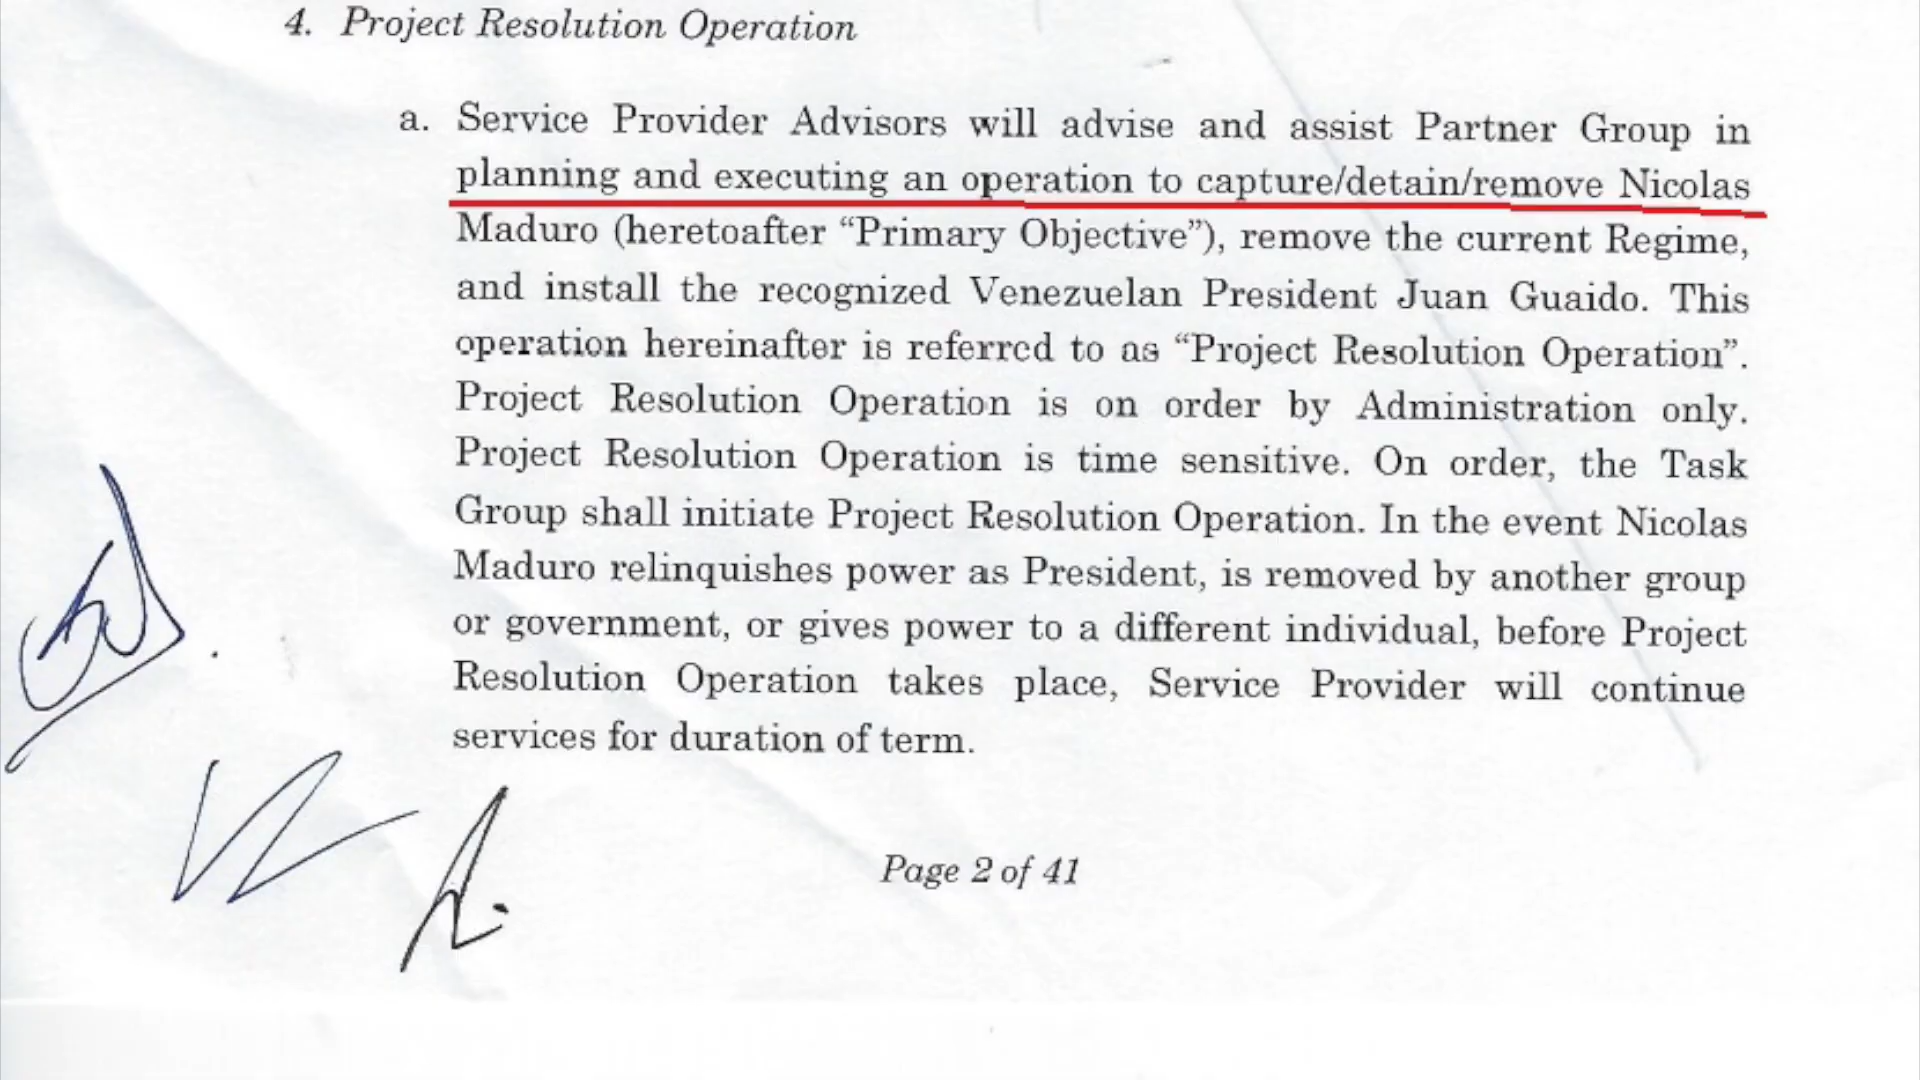 4. Project Resolution Operation
a. Service Provider Advisors will advise and assist Partner Group in
planning and executing an operation to capture/detain/remove Nicolas
Maduro (heretoafter “Primary Objective”), remove the current Regime,
and install the recognized Venezuelan President Juan Guaido. This
operation hereinafter is referred to as “Project Resolution Operation”.
Project Resolution Operation is on order by Administration only.
Project Resolution Operation is time sensitive. On order, the Task
Group shall initiate Project Resolution Operation. In the event Nicolas
Maduro relinquishes power as President, is removed by another group
or government, or gives power to a different individual, before Project
Resolution Operation takes place, Service Provider will continue
services for duration of term.
Page 2 of 41